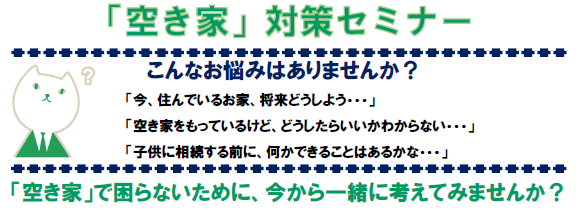 「空き家」対策セミナー
こんなお悩みはありませんか？
?
「今、住んでいるお家、将来どうしよう・・・」
「空き家をもっているけど、どうしたらいいかわからない・・・」
「子供に相続する前に、何かできることはあるかな・・・」
「空き家」で困らないために、今から一緒に考えてみませんか？